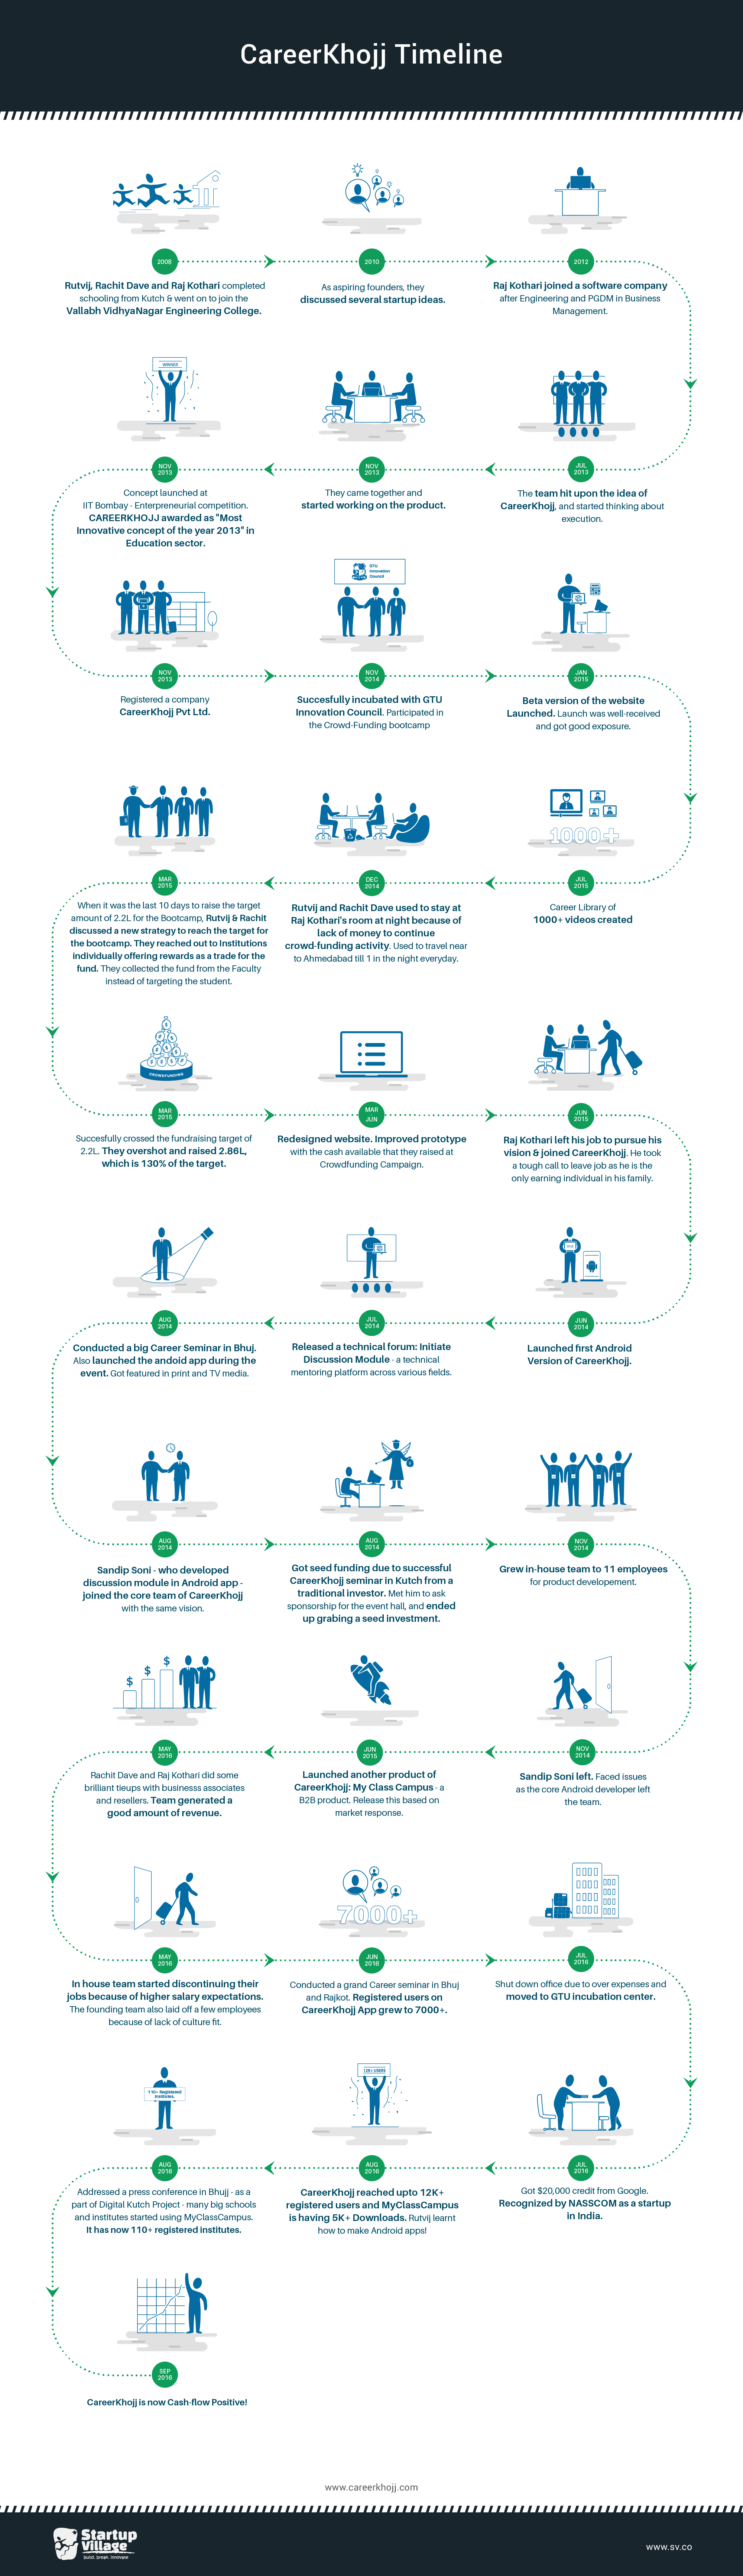 CareerKhojj Timeline
2008
Rutvij, Rachit Dave and Raj Kothari completed
schooling from Kutch & went on to join the
Vallabh VidhyaNagar Engineering College.
2010
As aspiring founders, they
discussed several startup ideas.
2012
Raj Kothari joined a software company
after Engineering and PGDM in Business
Management.
JUL
2013
The team hit upon the idea of
CareerKhojj, and started thinking about
execution.
NOV
2013
They came together and
started working on the product.
WINNER
NOV
2013
Concept launched at
IIT Bombay - Enterpreneurial competition.
CAREERKHOJJ awarded as "Most
Innovative concept of the year 2013" in
Education sector.
NOV
2013
Registered a company
CareerKhojj Pvt Ltd.
GTU
Innovation
Council
NOV
2014
Succesfully incubated with GTU
Innovation Council. Participated in
the Crowd-Funding bootcamp
JAN
2015
Beta version of the website
Launched. Launch was well-received
and got good exposure.
1000+
JUL
2015
Career Library of
1000+ videos created
DEC
2014
Rutvij and Rachit Dave used to stay at
Raj Kothari's room at night because of
lack of money to continue
crowd-funding activity. Used to travel near
to Ahmedabad till 1 in the night everyday.
MAR
2015
When it was the last 10 days to raise the target
amount of 2.2L for the Bootcamp, Rutvij & Rachit
discussed a new strategy to reach the target for
the bootcamp. They reached out to Institutions
individually offering rewards as a trade for the
fund. They collected the fund from the Faculty
instead of targeting the student.
CROWDFUNDING
MAR
2015
Succesfully crossed the fundraising target of
2.2L. They overshot and raised 2.86L,
which is 130% of the target.
MAR
JUN
Redesigned website. Improved prototype
with the cash available that they raised at
Crowdfunding Campaign.
JUN
2015
Raj Kothari left his job to pursue his
vision & joined CareerKhojj. He took
a tough call to leave job as he is the
only earning individual in his family.
JUN
2014
Launched first Android
Version of CareerKhojj.
JUL
2014
Released a technical forum: Initiate
Discussion Module - a technical
mentoring platform across various fields.
AUG
2014
Conducted a big Career Seminar in Bhuj.
Also launched the andoid app during the
event. Got featured in print and TV media.
AUG
2014
Sandip Soni - who developed
discussion module in Android app -
joined the core team of CareerKhojj
with the same vision.
AUG
2014
Got seed funding due to successful
CareerKhojj seminar in Kutch from a
traditional investor. Met him to ask
sponsorship for the event hall, and ended
up grabing a seed investment.
NOV
2014
Grew in-house team to 11 employees
for product developement.
NOV
2014
Sandip Soni left. Faced issues
as the core Android developer left
the team.
JUN
2015
Launched another product of
CareerKhojj: My Class Campus - a
B2B product. Release this based on
market response.
$ $ $
MAY
2016
Rachit Dave and Raj Kothari did some
brilliant tieups with businesss associates
and resellers. Team generated a
good amount of revenue.
MAY
2016
In house team started discontinuing their
jobs because of higher salary expectations.
The founding team also laid off a few employees
because of lack of culture fit.
7000+
JUN
2016
Conducted a grand Career seminar in Bhuj
and Rajkot. Registered users on
CareerKhojj App grew to 7000+.
JUL
2016
Shut down office due to over expenses and
moved to GTU incubation center.
JUL
2016
Got $20,000 credit from Google.
Recognized by NASSCOM as a startup
in India.
12K+ USERS
AUG
2016
CareerKhojj reached upto 12K+
registered users and MyClassCampus
is having 5K+ Downloads. Rutvij learnt
how to make Android apps!
110+ Registered
Institutes.
AUG
2016
Addressed a press conference in Bhujj - as a
part of Digital Kutch Project - many big schools
and institutes started using MyClassCampus.
It has now 110+ registered institutes.
SEP
2016
CareerKhojj is now Cash-flow Positive!
www.careerkhojj.com
Startup
Village
build. break. innovate
www.sv.co